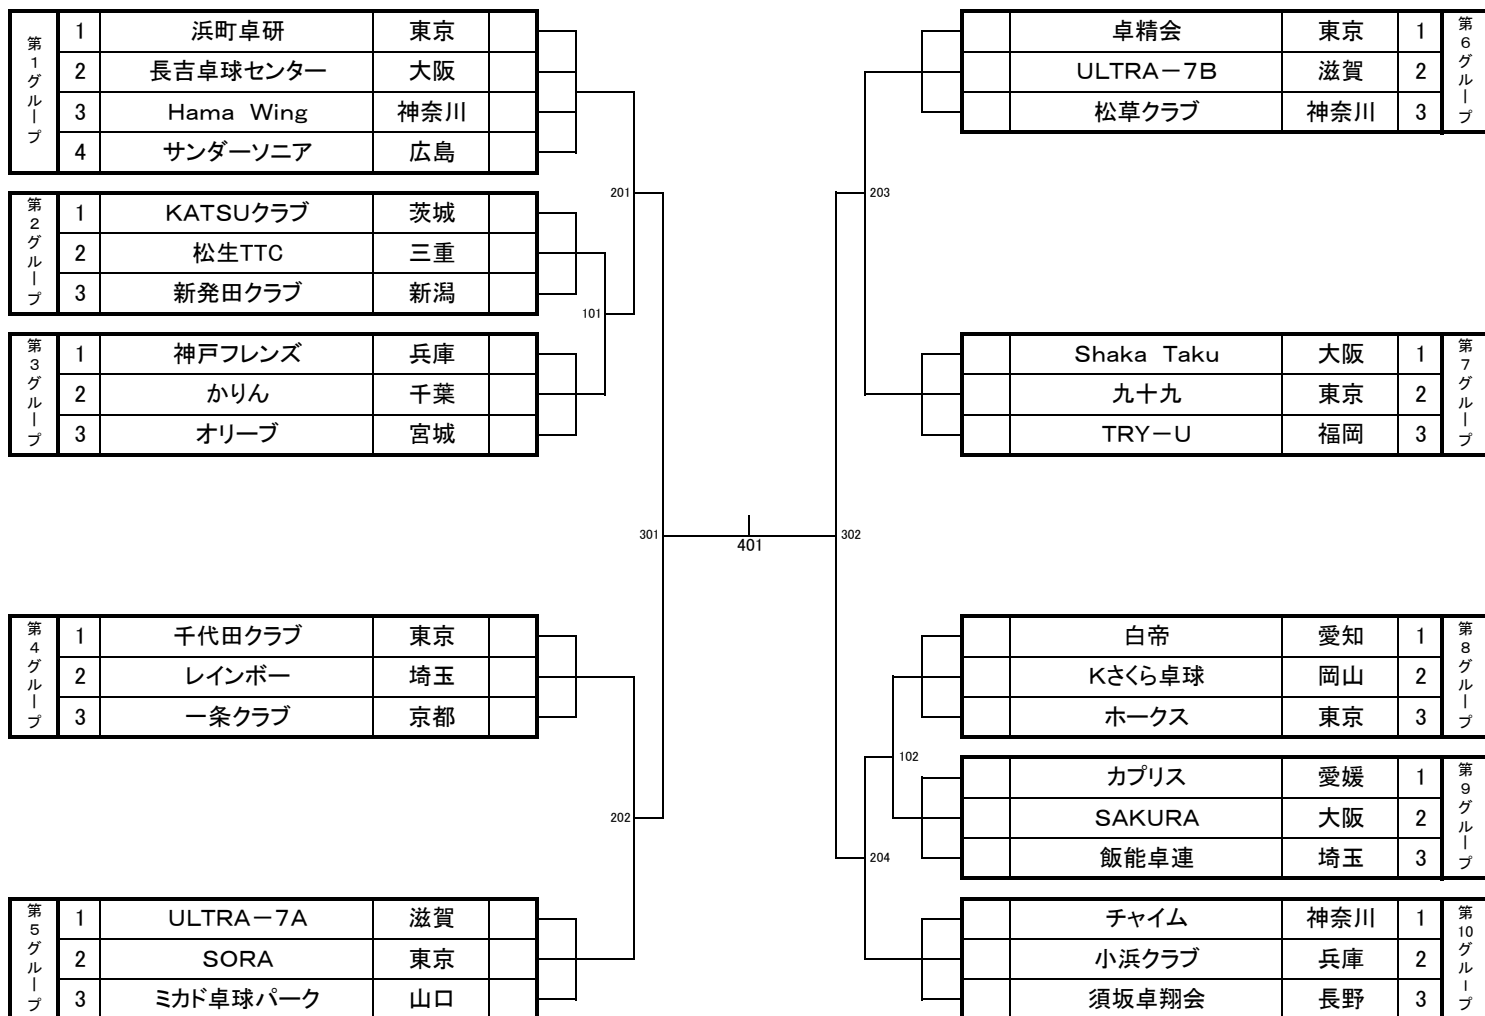 第1グループ
1 浜町卓研 東京
2 長吉卓球センター 大阪
3 Hama Wing 神奈川
4 サンダーソニア 広島
第2グループ
1 KATSUクラブ 茨城
2 松生TTC 三重
3 新発田クラブ 新潟
第3グループ
1 神戸フレンズ 兵庫
2 かりん 千葉
3 オリーブ 宮城
第4グループ
1 千代田クラブ 東京
2 レインボー 埼玉
3 一条クラブ 京都
第5グループ
1 ULTRA－7A 滋賀
2 SORA 東京
3 ミカド卓球パーク 山口
201
101
301
202
401
203
302
102
204
卓精会 東京 1
ULTRA－7B 滋賀 2
松草クラブ 神奈川 3
第6グループ
Shaka Taku 大阪 1
九十九 東京 2
TRY－U 福岡 3
第7グループ
白帝 愛知 1
Kさくら卓球 岡山 2
ホークス 東京 3
第8グループ
カプリス 愛媛 1
SAKURA 大阪 2
飯能卓連 埼玉 3
第9グループ
チャイム 神奈川 1
小浜クラブ 兵庫 2
須坂卓翔会 長野 3
第10グループ